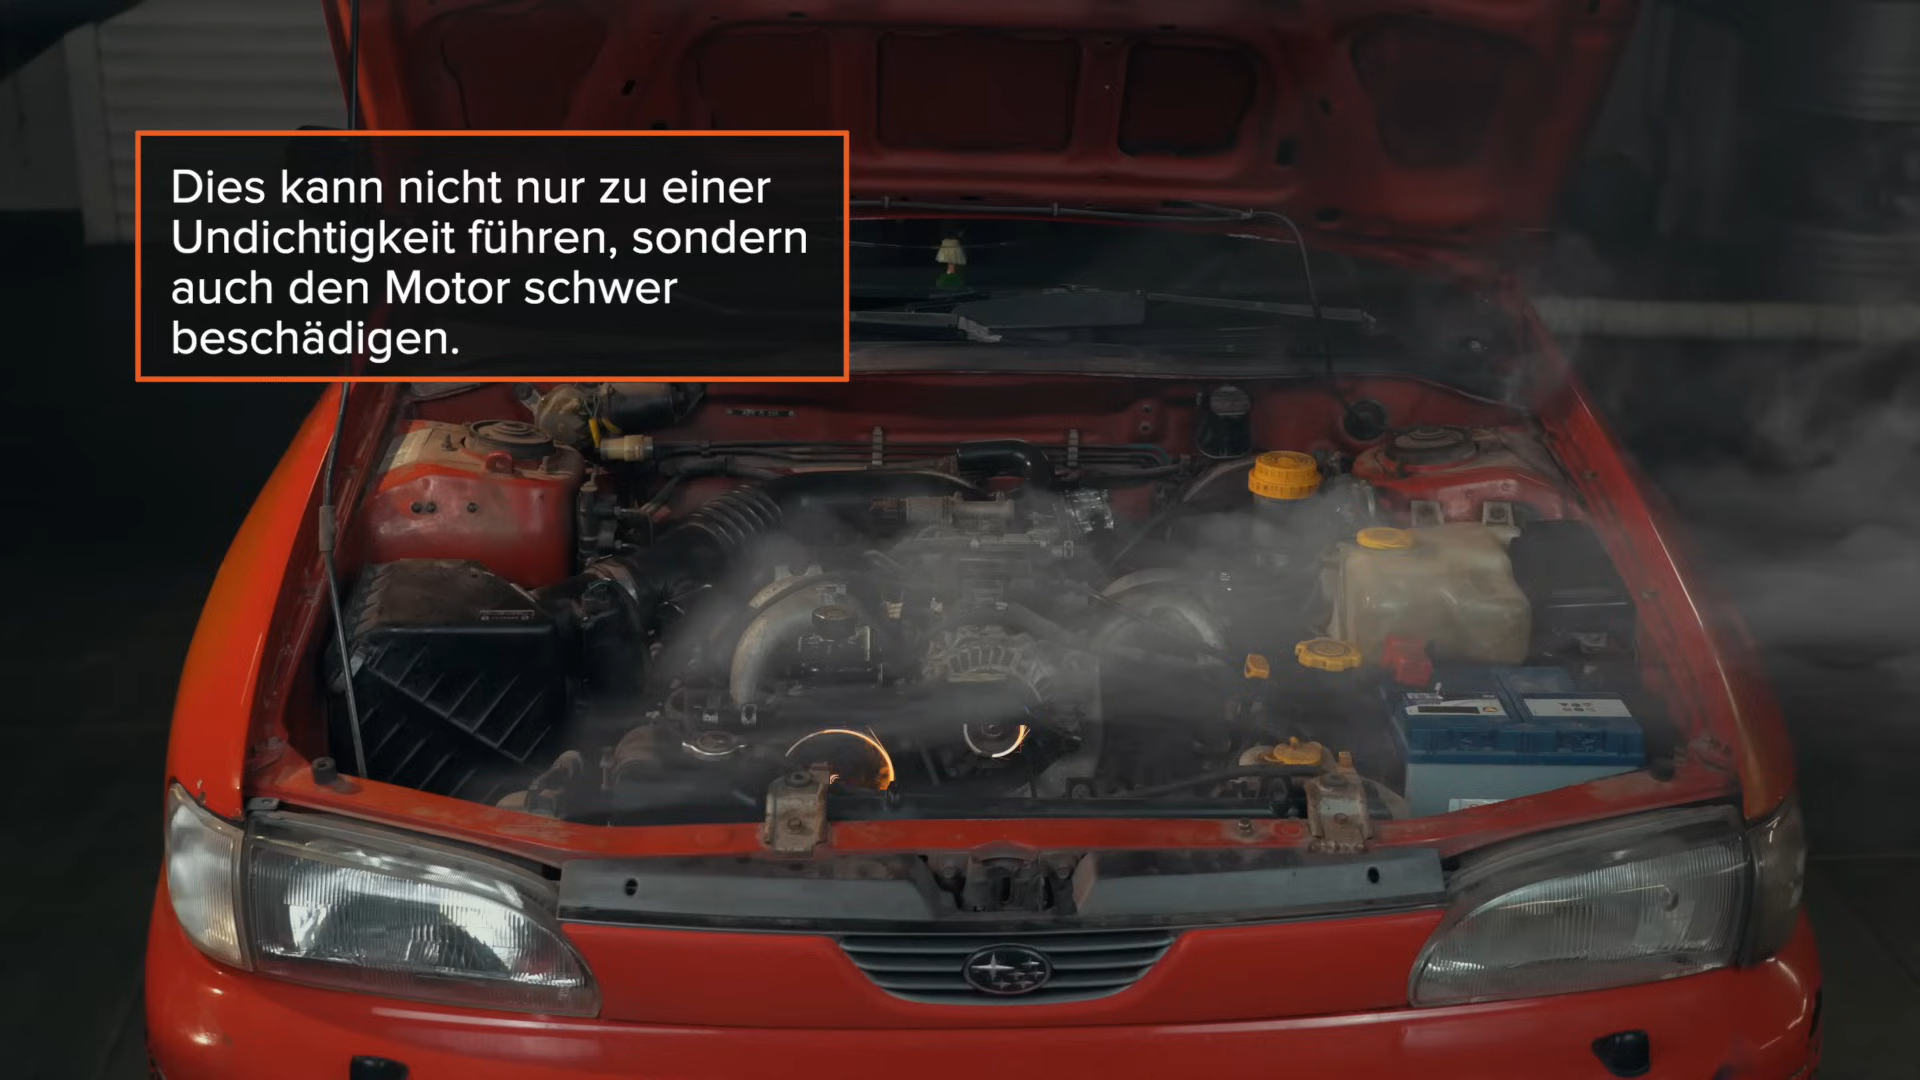 Dies kann nicht nur zu einer
Undichtigkeit führen, sondern
auch den Motor schwer
beschädigen.